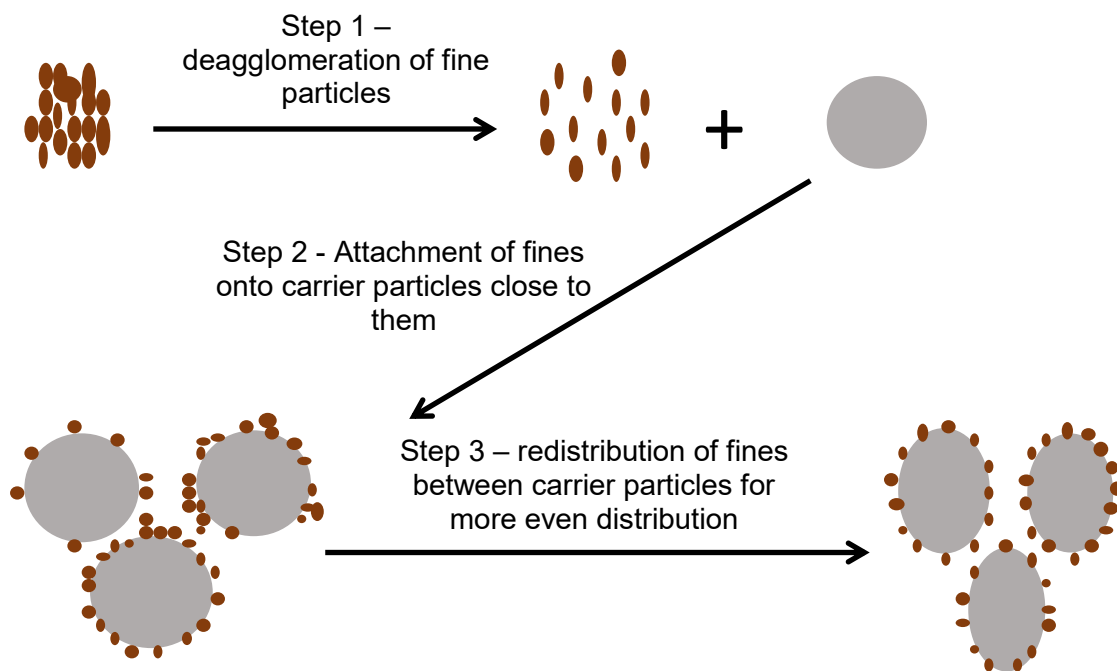 Step 1 –
deagglomeration of fine
particles
+
Step 2 - Attachment of fines
onto carrier particles close to
them
Step 3 – redistribution of fines
between carrier particles for
more even distribution